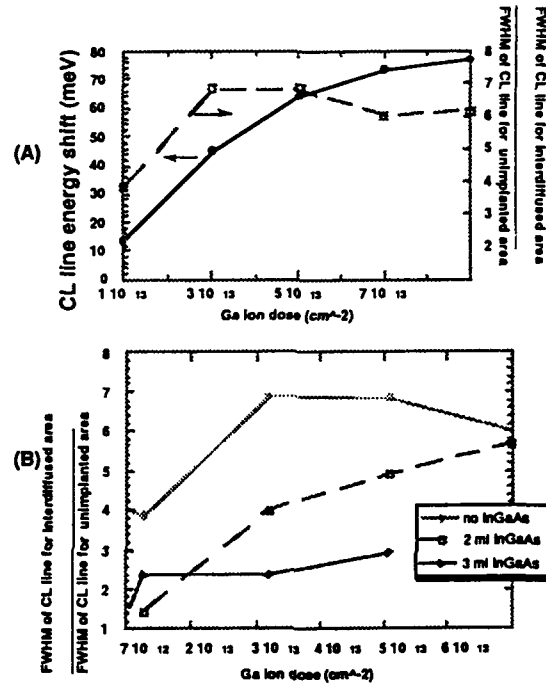 (A)
CL line energy shift (meV)
80
70
60
50
40
30
20
10
0
8
7
6
5
4
3
2
FWHM of CL line for unimplanted area
FWHM of CL line for interdiffused area
1 10 13
3 10 13
5 10 13
7 10 13
Ga ion dose (cm^-2)
(B)
FWHM of CL line for interdiffused area
FWHM of CL line for unimplanted area
8
7
6
5
4
3
2
1
no InGaAs
2 ml InGaAs
3 ml InGaAs
7 10 12
2 10 13
3 10 13
4 10 13
5 10 13
6 10 13
Ga ion dose (cm^-2)